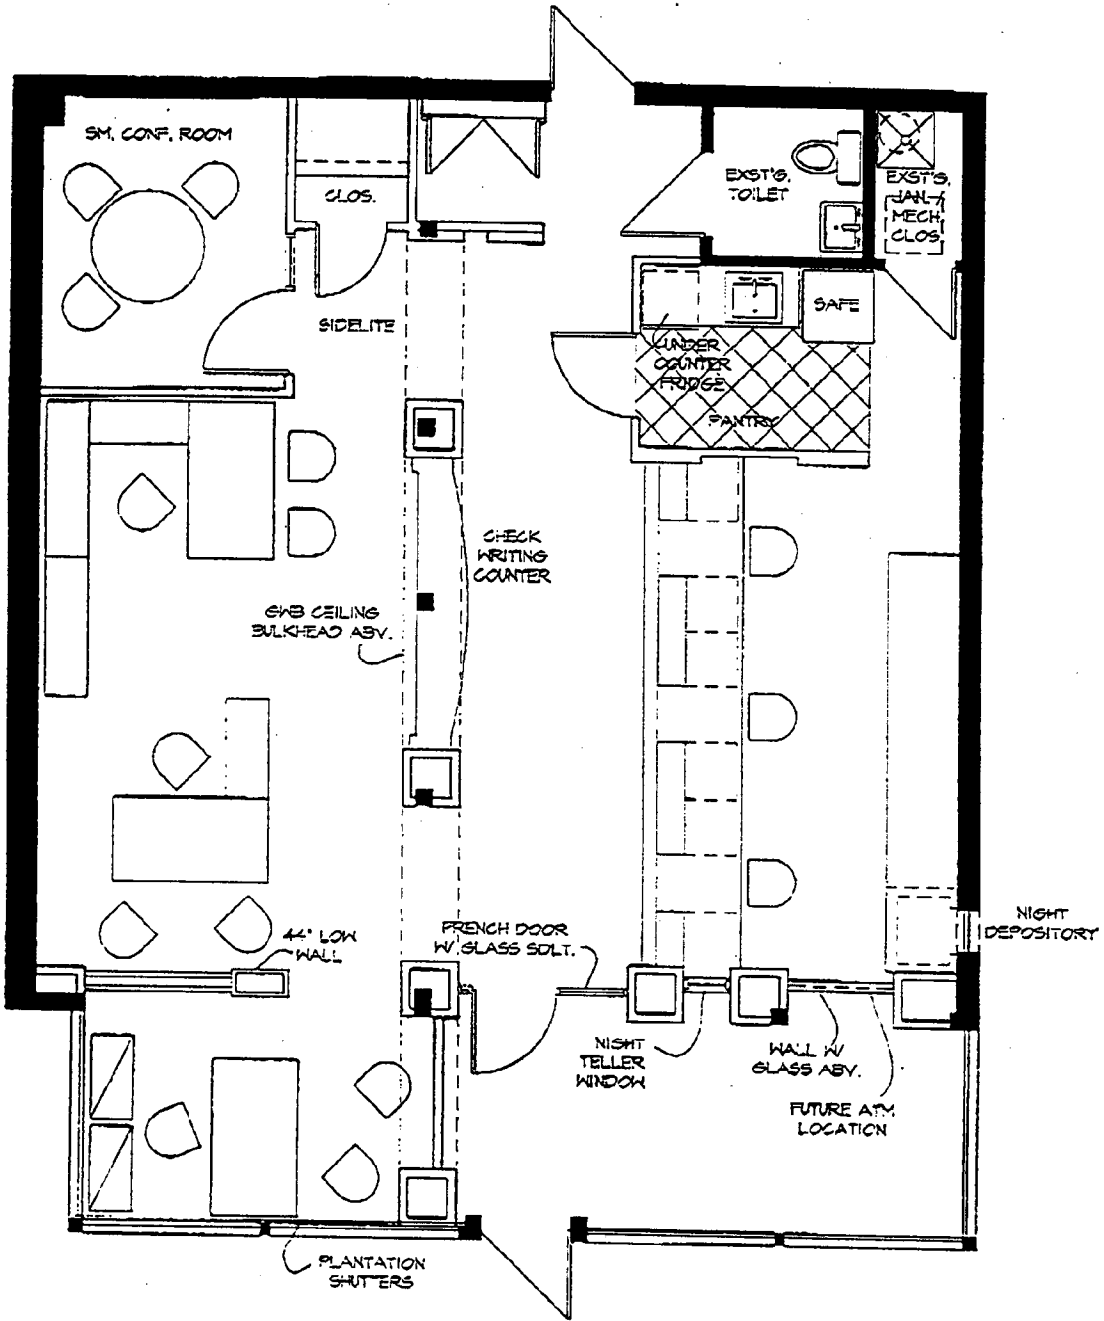 SM. CONF. ROOM
CLOS.
EXST'G.
TOILET
EXST'G.
JAN./
MECH
CLOS.
SIDELITE
SAFE
UNDER
COUNTER
FRIDGE
PANTRY
CHECK
WRITING
COUNTER
GWB CEILING
BULKHEAD ABV.
44" LOW
WALL
FRENCH DOOR
W/ GLASS SDLT.
NIGHT
DEPOSITORY
NIGHT
TELLER
WINDOW
WALL W/
GLASS ABV.
FUTURE ATM
LOCATION
PLANTATION
SHUTTERS